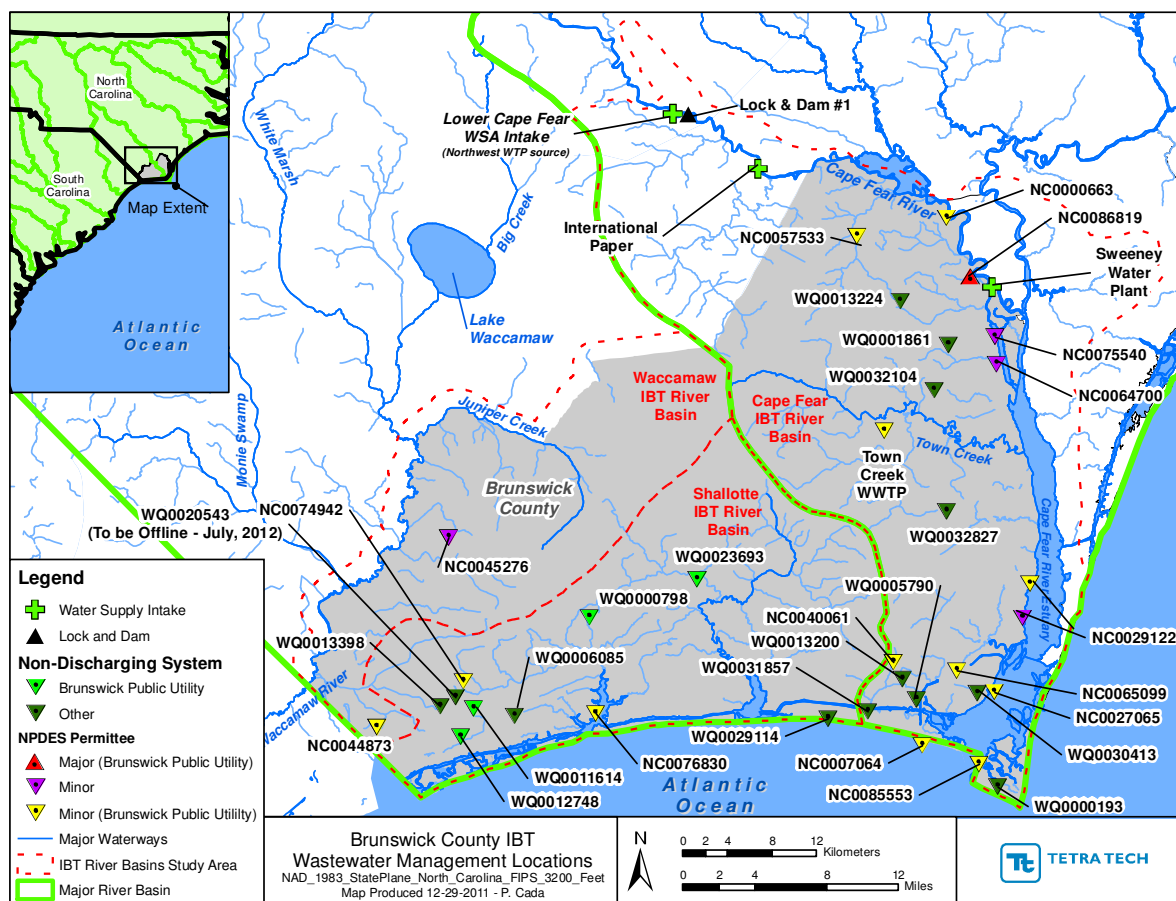 North
Carolina
South
Carolina
Map Extent
Atlantic
Ocean
White Marsh
Big Creek
Lake
Waccamaw
Lower Cape Fear
WSA Intake
(Northwest WTP source)
Lock & Dam #1
International
Paper
Cape Fear River
NC0000663
NC0086819
NC0057533
Sweeney
Water
Plant
WQ0013224
WQ0001861
NC0075540
WQ0032104
NC0064700
Waccamaw
IBT River
Basin
Cape Fear
IBT River
Basin
Juniper Creek
Monie Swamp
Town Creek
Town
Creek
WWTP
Brunswick
County
Shallotte
IBT River
Basin
NC0074942
WQ0020543
(To be Offline - July, 2012)
WQ0032827
Cape Fear River Estuary
NC0045276
WQ0023693
WQ0005790
WQ0000798
NC0040061
WQ0013200
NC0029122
WQ0013398
WQ0006085
WQ0031857
NC0065099
NC0027065
Waccamaw River
NC0044873
WQ0029114
WQ0030413
WQ0011614
NC0076830
NC0007064
WQ0012748
Atlantic
Ocean
NC0085553
WQ0000193
Legend
Water Supply Intake
Lock and Dam
Non-Discharging System
Brunswick Public Utility
Other
NPDES Permittee
Major (Brunswick Public Utility)
Minor
Minor (Brunswick Public Utililty)
Major Waterways
IBT River Basins Study Area
Major River Basin
Brunswick County IBT
Wastewater Management Locations
NAD_1983_StatePlane_North_Carolina_FIPS_3200_Feet
Map Produced 12-29-2011 - P. Cada
N
0 2 4 8 12
Kilometers
0 2 4 8 12
Miles
Tt TETRA TECH